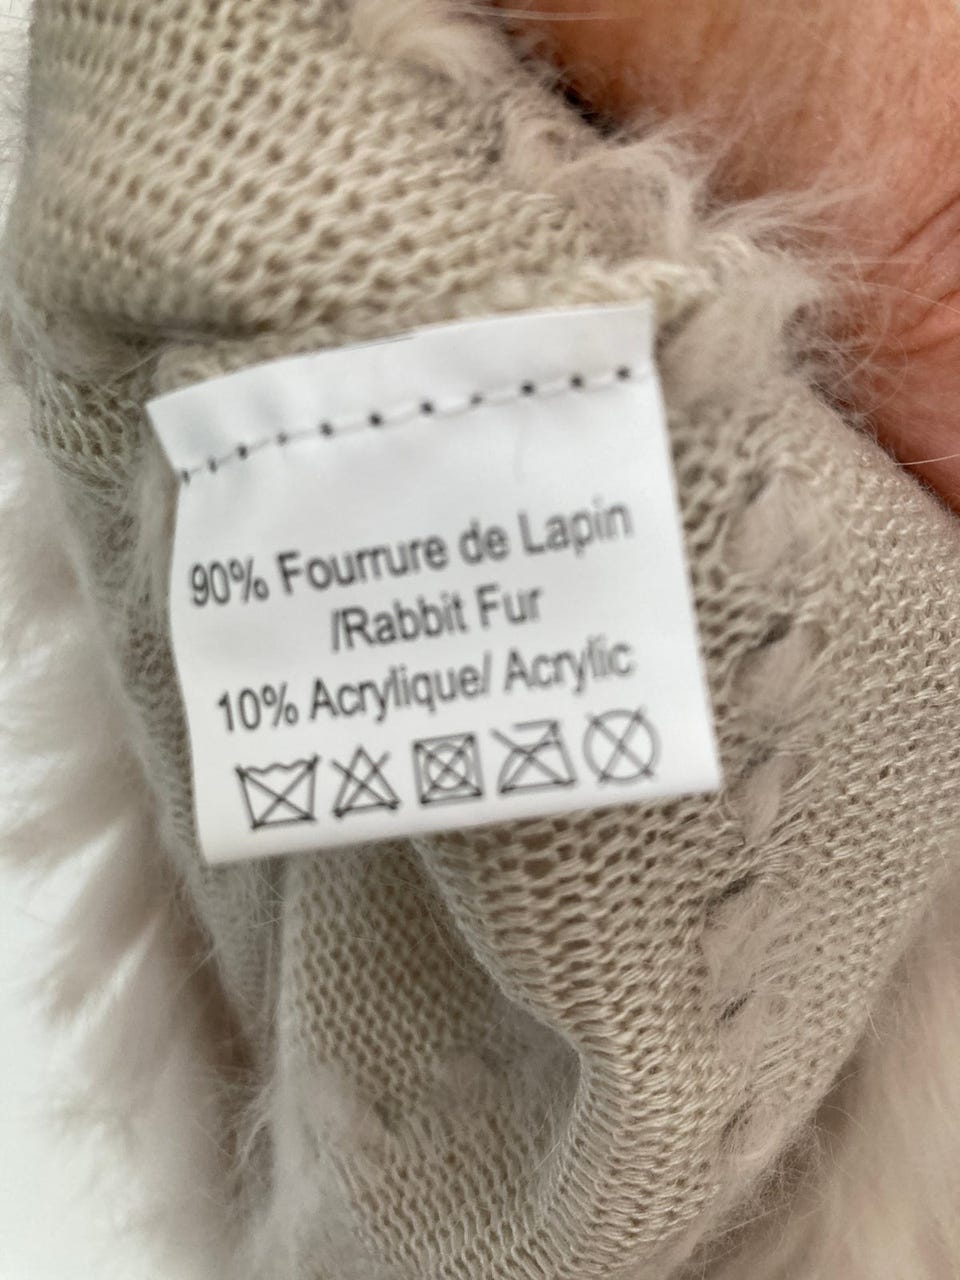 90% Fourrure de Lapin
/Rabbit Fur
10% Acrylique/ Acrylic